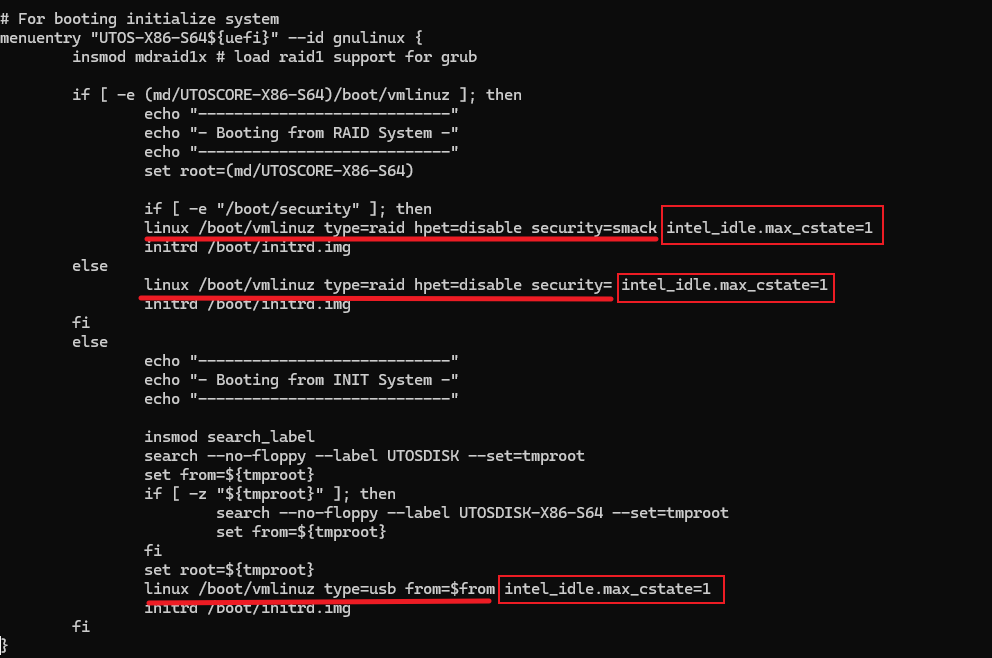 # For booting initialize system
menuentry "UTOS-X86-S64${uefi}" --id gnulinux {
        insmod mdraid1x # load raid1 support for grub

        if [ -e (md/UTOSCORE-X86-S64)/boot/vmlinuz ]; then
                echo "----------------------------"
                echo "- Booting from RAID System -"
                echo "----------------------------"
                set root=(md/UTOSCORE-X86-S64)

                if [ -e "/boot/security" ]; then
                linux /boot/vmlinuz type=raid hpet=disable security=smack intel_idle.max_cstate=1
                initrd /boot/initrd.img
        else
                linux /boot/vmlinuz type=raid hpet=disable security= intel_idle.max_cstate=1
                initrd /boot/initrd.img
        fi
        else
                echo "----------------------------"
                echo "- Booting from INIT System -"
                echo "----------------------------"

                insmod search_label
                search --no-floppy --label UTOSDISK --set=tmproot
                set from=${tmproot}
                if [ -z "${tmproot}" ]; then
                        search --no-floppy --label UTOSDISK-X86-S64 --set=tmproot
                        set from=${tmproot}
                fi
                set root=${tmproot}
                linux /boot/vmlinuz type=usb from=$from intel_idle.max_cstate=1
                initrd /boot/initrd.img
        fi
}